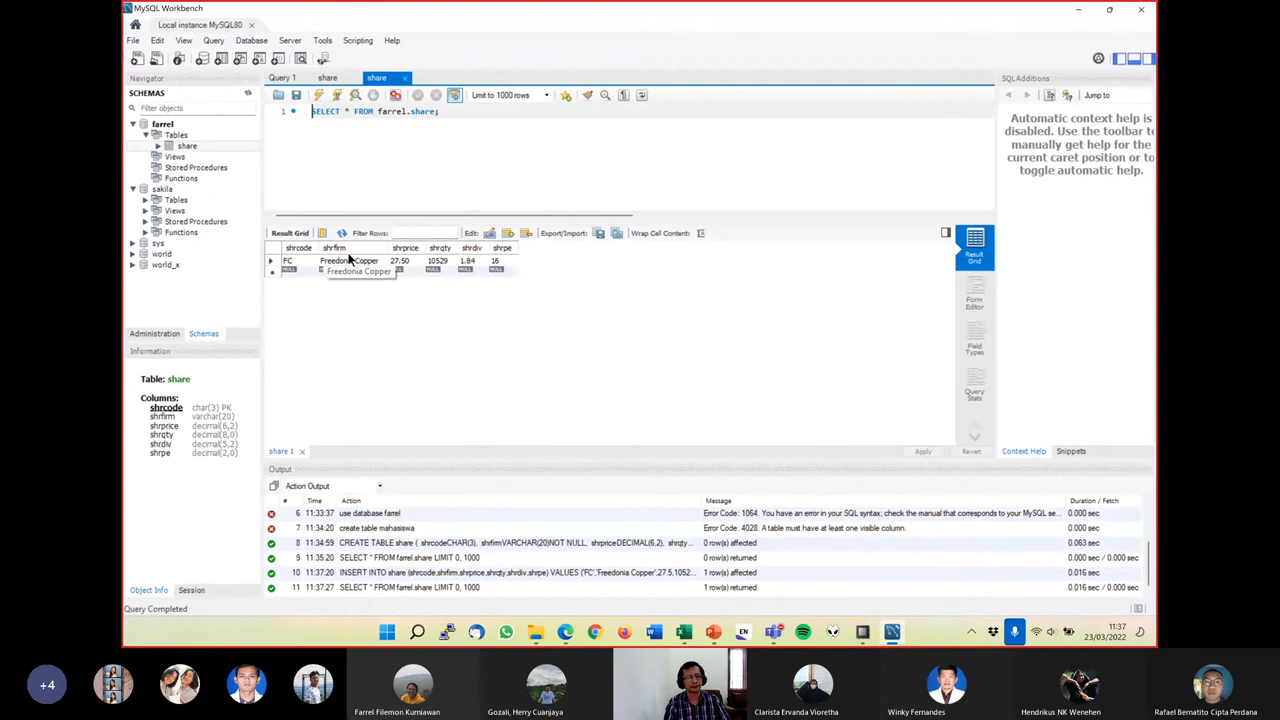 MySQL Workbench
Local instance MySQL80
File Edit View Query Database Server Tools Scripting Help
Navigator
SCHEMAS
Filter objects
farrel
Tables
share
Views
Stored Procedures
Functions
sakila
Tables
Views
Stored Procedures
Functions
sys
world
world_x
Administration Schemas
Information
Table: share
Columns:
shrcode char(3) PK
shrfirm varchar(20)
shrprice decimal(6,2)
shrqty decimal(8,0)
shrdiv decimal(5,2)
shrpe decimal(2,0)
Object Info Session
Query Completed
Query 1 share share
Limit to 1000 rows
1 SELECT * FROM farrel.share;
Result Grid Filter Rows: Edit: Export/Import: Wrap Cell Content:
shrcode shrfirm shrprice shrqty shrdiv shrpe
FC Freedonia Copper 27.50 10529 1.84 16
NULL NULL NULL NULL NULL
Freedonia Copper
Result Grid
Form Editor
Field Types
Query Stats
share 1
Apply Revert
SQLAdditions
Jump to
Automatic context help is
disabled. Use the toolbar to
manually get help for the
current caret position or to
toggle automatic help.
Context Help Snippets
Output
Action Output
# Time Action Message Duration / Fetch
6 11:33:37 use database farrel Error Code: 1064. You have an error in your SQL syntax; check the manual that corresponds to your MySQL se... 0.000 sec
7 11:34:20 create table mahasiswa Error Code: 4028. A table must have at least one visible column. 0.000 sec
8 11:34:59 CREATE TABLE share ( shrcodeCHAR(3), shrfirmVARCHAR(20)NOT NULL, shrpriceDECIMAL(6,2), shrqty... 0 row(s) affected 0.063 sec
9 11:35:20 SELECT * FROM farrel.share LIMIT 0, 1000 0 row(s) returned 0.000 sec / 0.000 sec
10 11:37:20 INSERT INTO share (shrcode,shrfirm,shrprice,shrqty,shrdiv,shrpe) VALUES ('FC','Freedonia Copper',27.5,1052... 1 row(s) affected 0.016 sec
11 11:37:27 SELECT * FROM farrel.share LIMIT 0, 1000 1 row(s) returned 0.016 sec / 0.000 sec
EN
11:37
23/03/2022
+4
Farrel Filemon Kurniawan
Gozali, Herry Cuanjaya
Clarista Ervanda Vioretha
Winky Fernandes
Hendrikus NK Wenehen
Rafael Bernatito Cipta Perdana